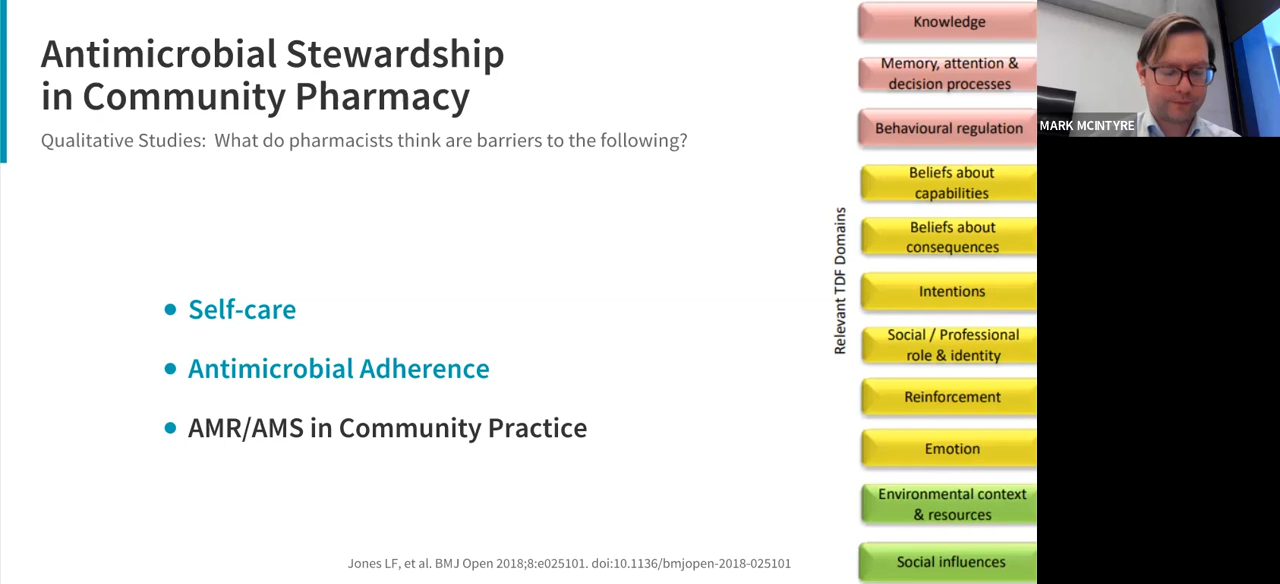 Antimicrobial Stewardship
in Community Pharmacy
Qualitative Studies:  What do pharmacists think are barriers to the following?
• Self-care
• Antimicrobial Adherence
• AMR/AMS in Community Practice
Jones LF, et al. BMJ Open 2018;8:e025101. doi:10.1136/bmjopen-2018-025101
Relevant TDF Domains
Knowledge
Memory, attention &
decision processes
Behavioural regulation
Beliefs about
capabilities
Beliefs about
consequences
Intentions
Social / Professional
role & identity
Reinforcement
Emotion
Environmental context
& resources
Social influences
MARK MCINTYRE